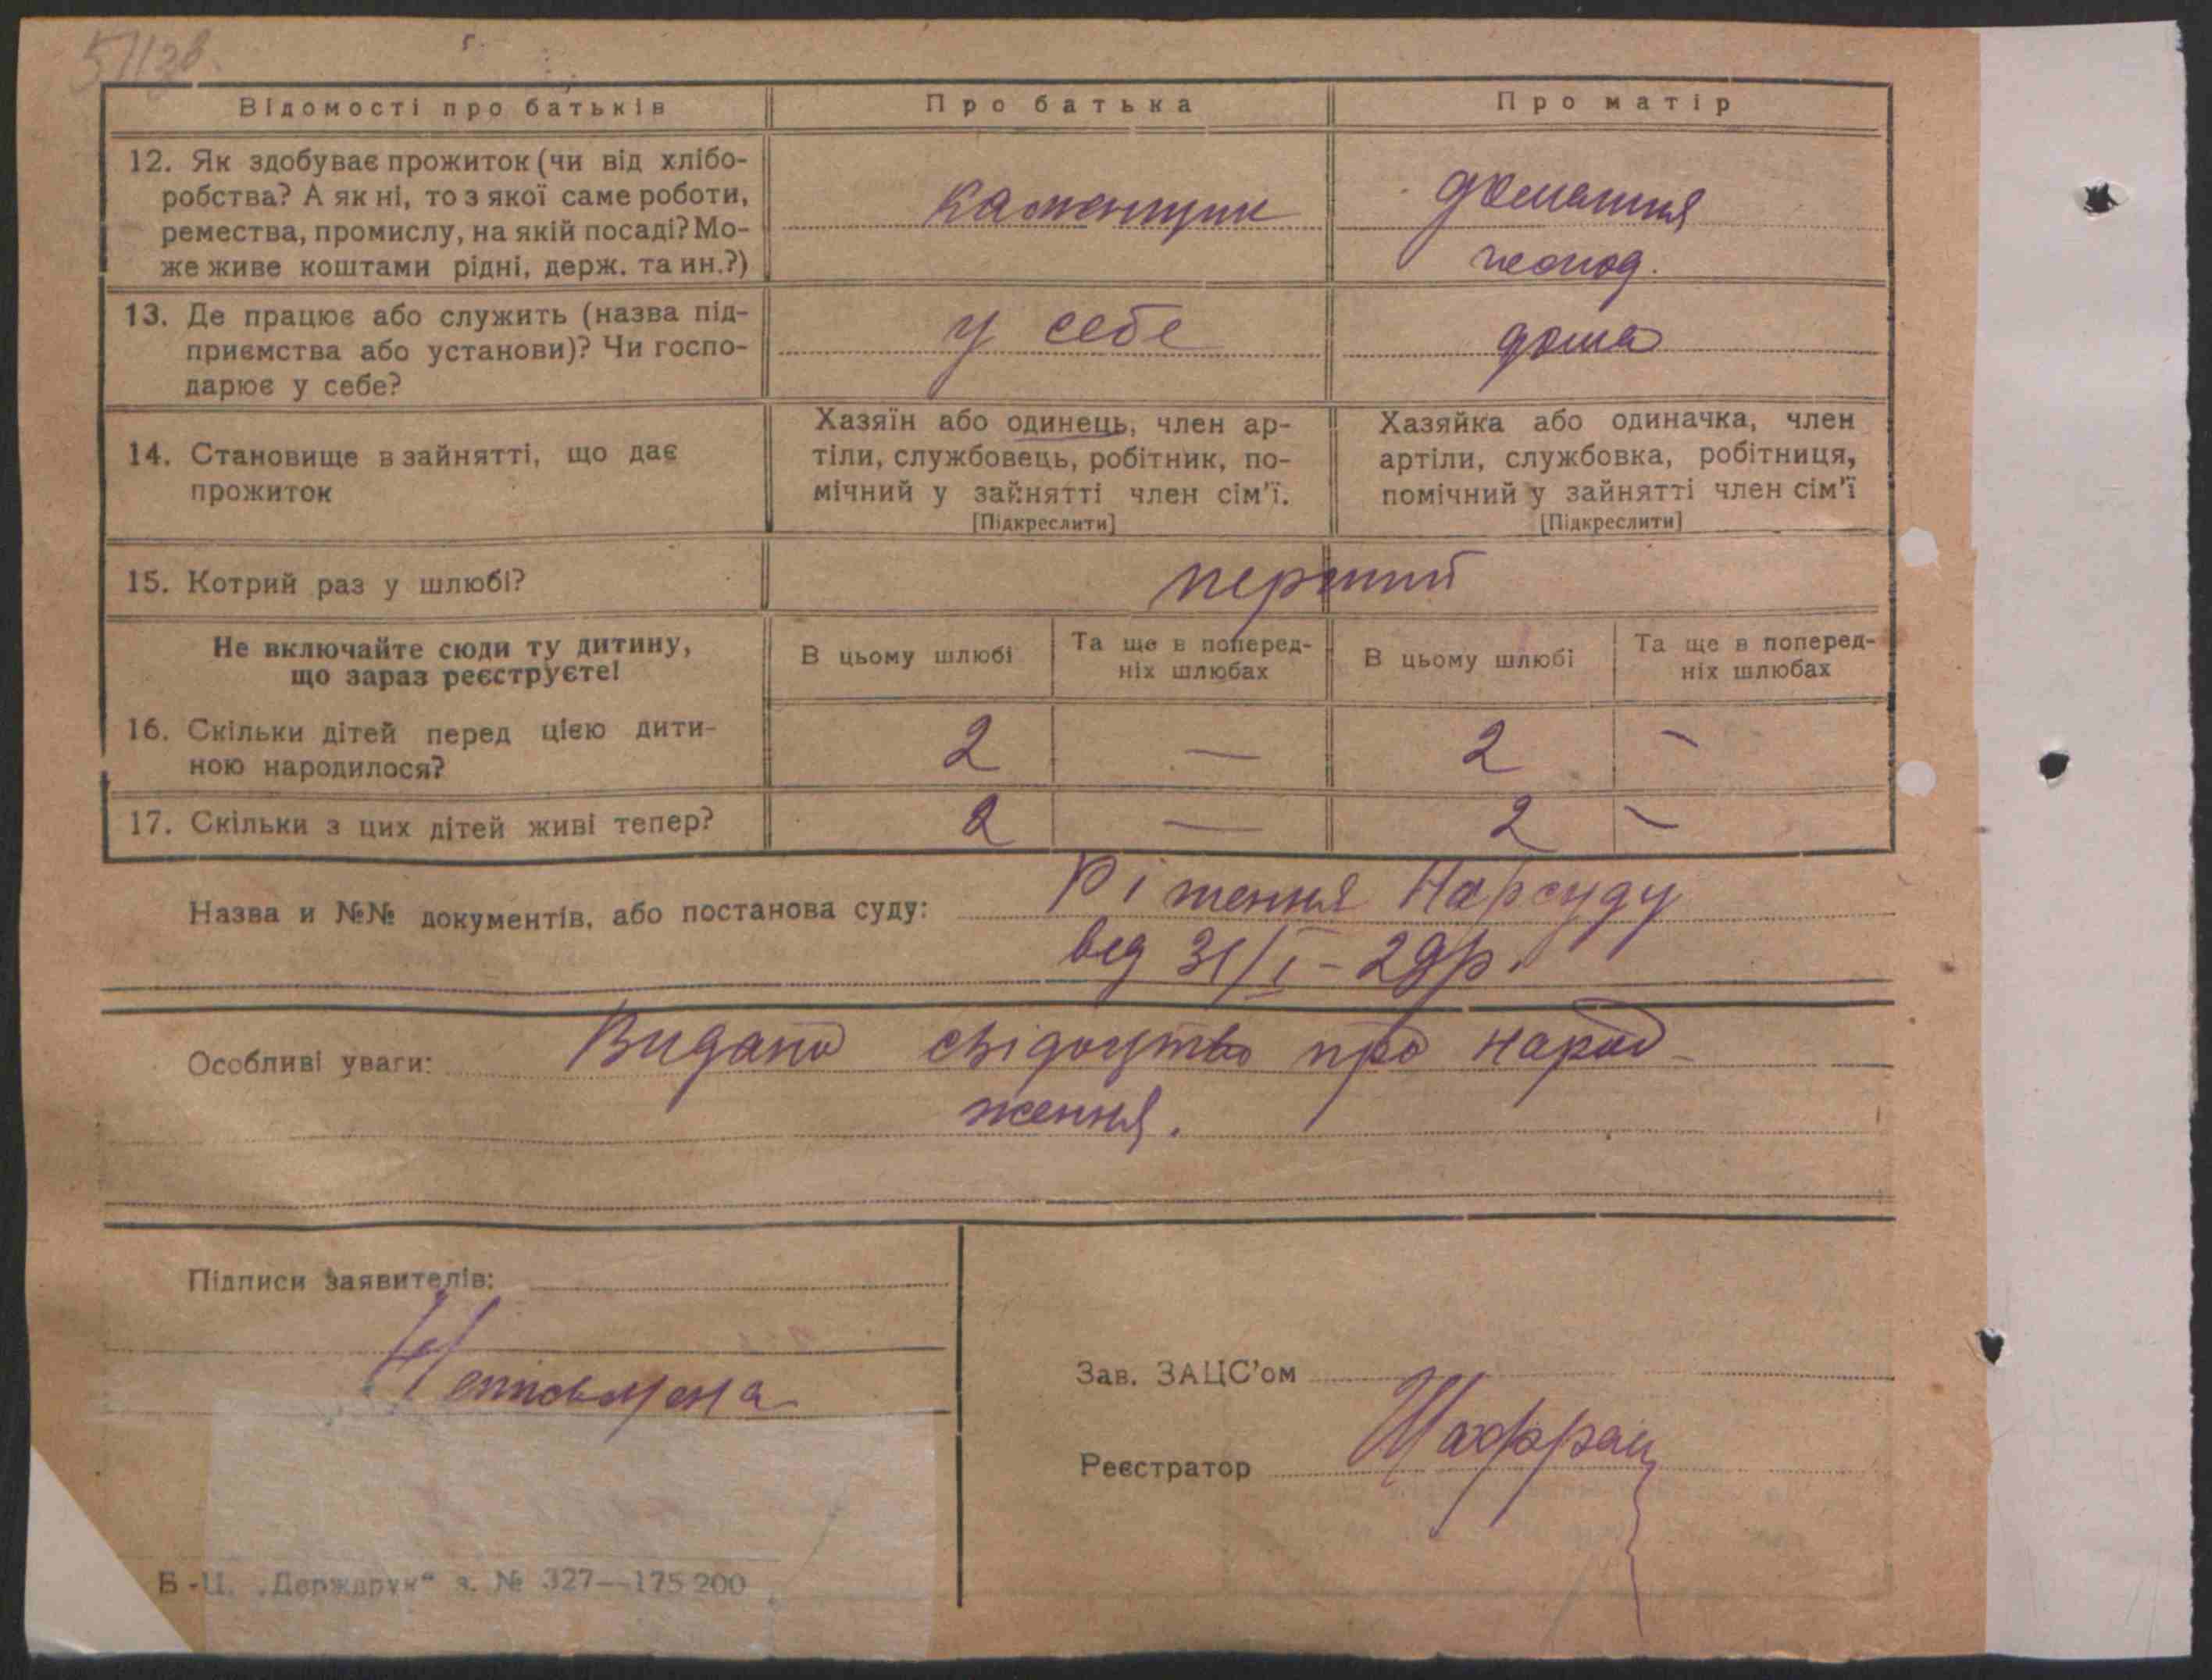 Відомості про батьків
Про батька
Про матір
12. Як здобуває прожиток (чи від хлібо-
робства? А як ні, то з якої саме роботи,
ремества, промислу, на якій посаді? Мо-
же живе коштами рідні, держ. та ин.?)
каменщик
домашня
господ.
13. Де працює або служить (назва під-
приємства або установи)? Чи госпо-
дарює у себе?
у себе
дома
14. Становище в зайнятті, що дає
прожиток
Хазяїн або одинець, член ар-
тіли, службовець, робітник, по-
мічний у зайнятті член сім'ї.
[Підкреслити]
Хазяйка або одиначка, член
артіли, службовка, робітниця,
помічний у зайнятті член сім'ї
[Підкреслити]
15. Котрий раз у шлюбі?
перший
Не включайте сюди ту дитину,
що зараз реєструєте!
В цьому шлюбі
Та ще в поперед-
ніх шлюбах
В цьому шлюбі
Та ще в поперед-
ніх шлюбах
16. Скільки дітей перед цією дити-
ною народилося?
2 — 2 –
17. Скільки з цих дітей живі тепер?
2 — 2 –
Назва и №№ документів, або постанова суду: Рішення Нарсуду
вед 31/I – 29р.
Особливі уваги: Видано свідоцтво про народ-
ження.
Підписи заявителів:
Зав. ЗАЦС'ом
Реєстратор
Б-Ц. „Держдрук“ з. № 327—175 200